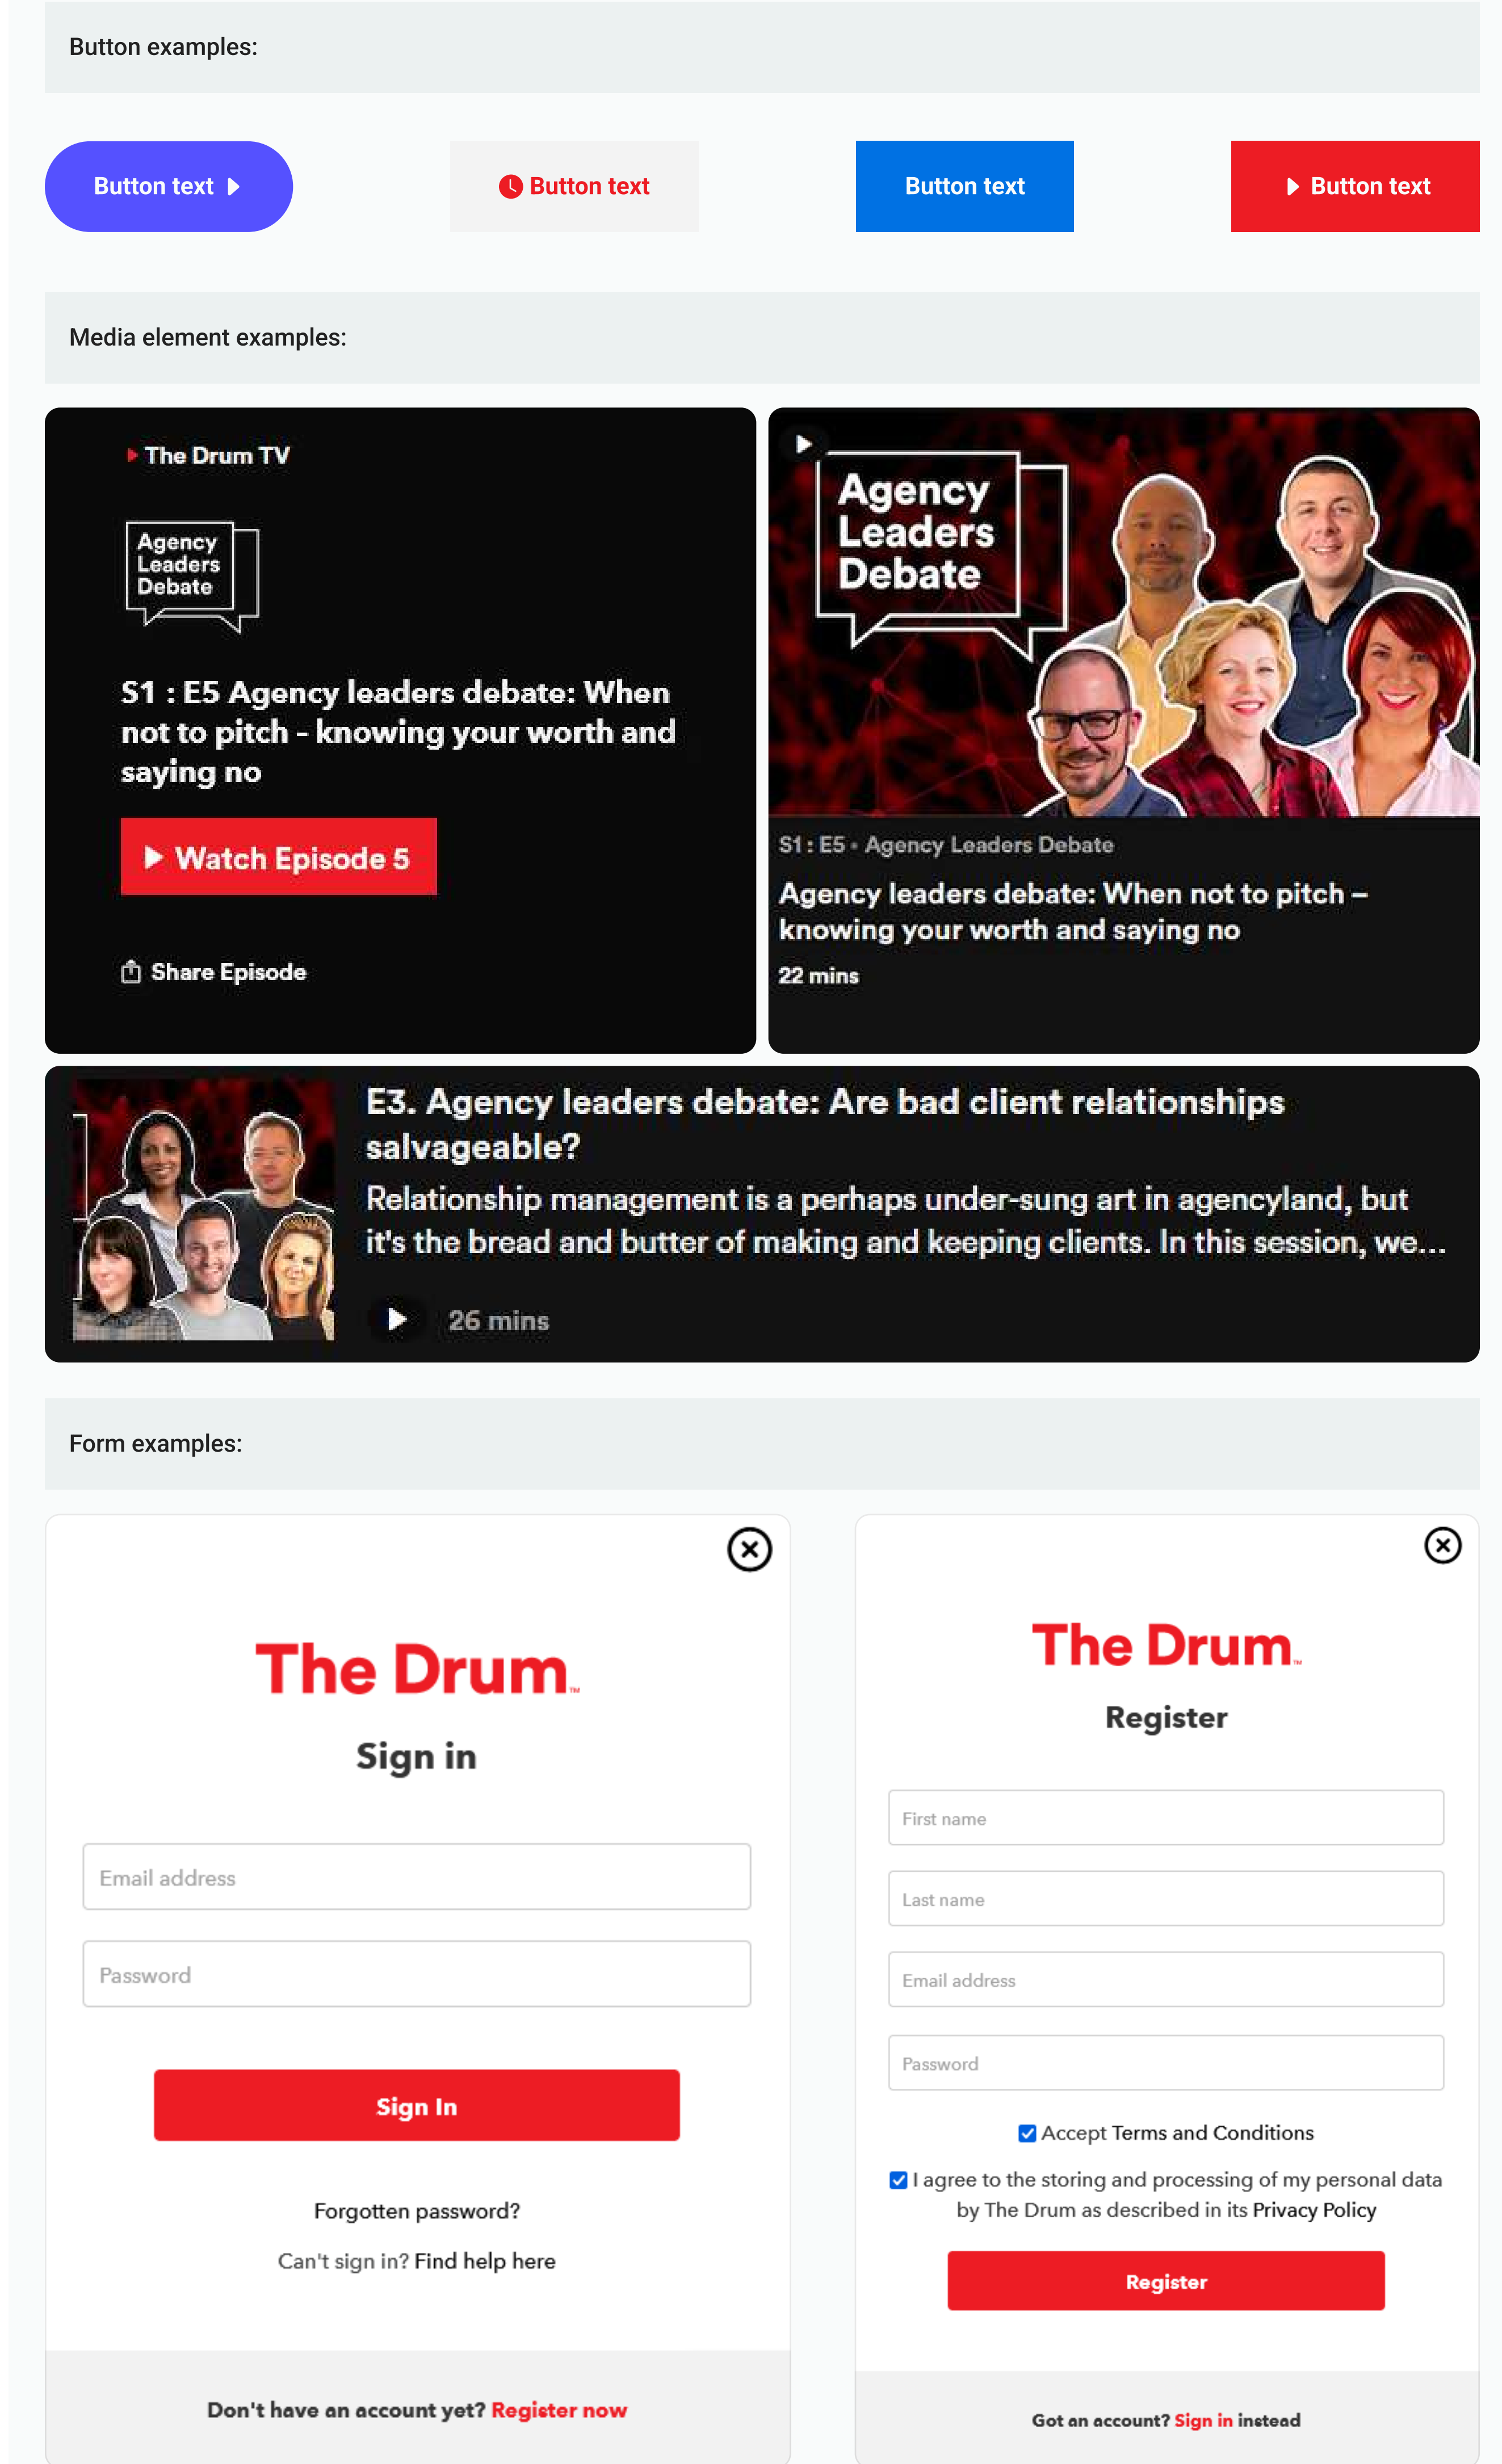 Button examples:
Button text
Button text
Button text
Button text
Media element examples:
The Drum TV
Agency
Leaders
Debate
S1 : E5 Agency leaders debate: When
not to pitch - knowing your worth and
saying no
Watch Episode 5
Share Episode
Agency
Leaders
Debate
S1 : E5 • Agency Leaders Debate
Agency leaders debate: When not to pitch –
knowing your worth and saying no
22 mins
E3. Agency leaders debate: Are bad client relationships
salvageable?
Relationship management is a perhaps under-sung art in agencyland, but
it's the bread and butter of making and keeping clients. In this session, we...
26 mins
Form examples:
The Drum™
Sign in
Email address
Password
Sign In
Forgotten password?
Can't sign in? Find help here
Don't have an account yet? Register now
The Drum™
Register
First name
Last name
Email address
Password
Accept Terms and Conditions
I agree to the storing and processing of my personal data
by The Drum as described in its Privacy Policy
Register
Got an account? Sign in instead